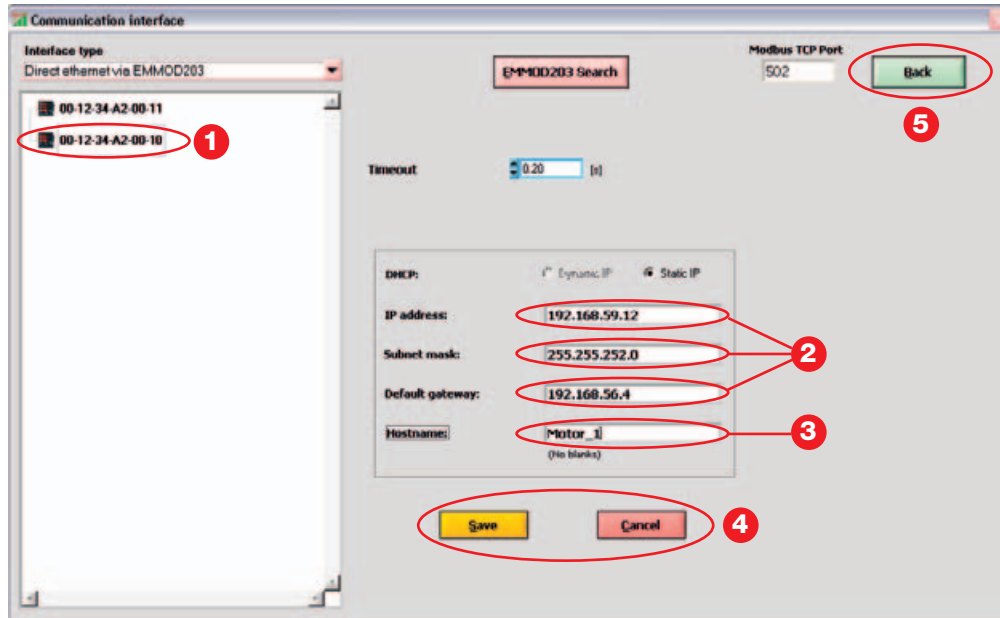 Communication interface
Interface type
Direct ethernet via EMMOD203
EMMOD203 Search
Modbus TCP Port
502
Back
5
00-12-34-A2-00-11
00-12-34-A2-00-10
1
Timeout
0.20
[s]
DHCP:
Dynamic IP
Static IP
IP address:
192.168.59.12
Subnet mask:
255.255.252.0
2
Default gateway:
192.168.56.4
Hostname:
Motor_1
3
(No blanks)
Save
Cancel
4